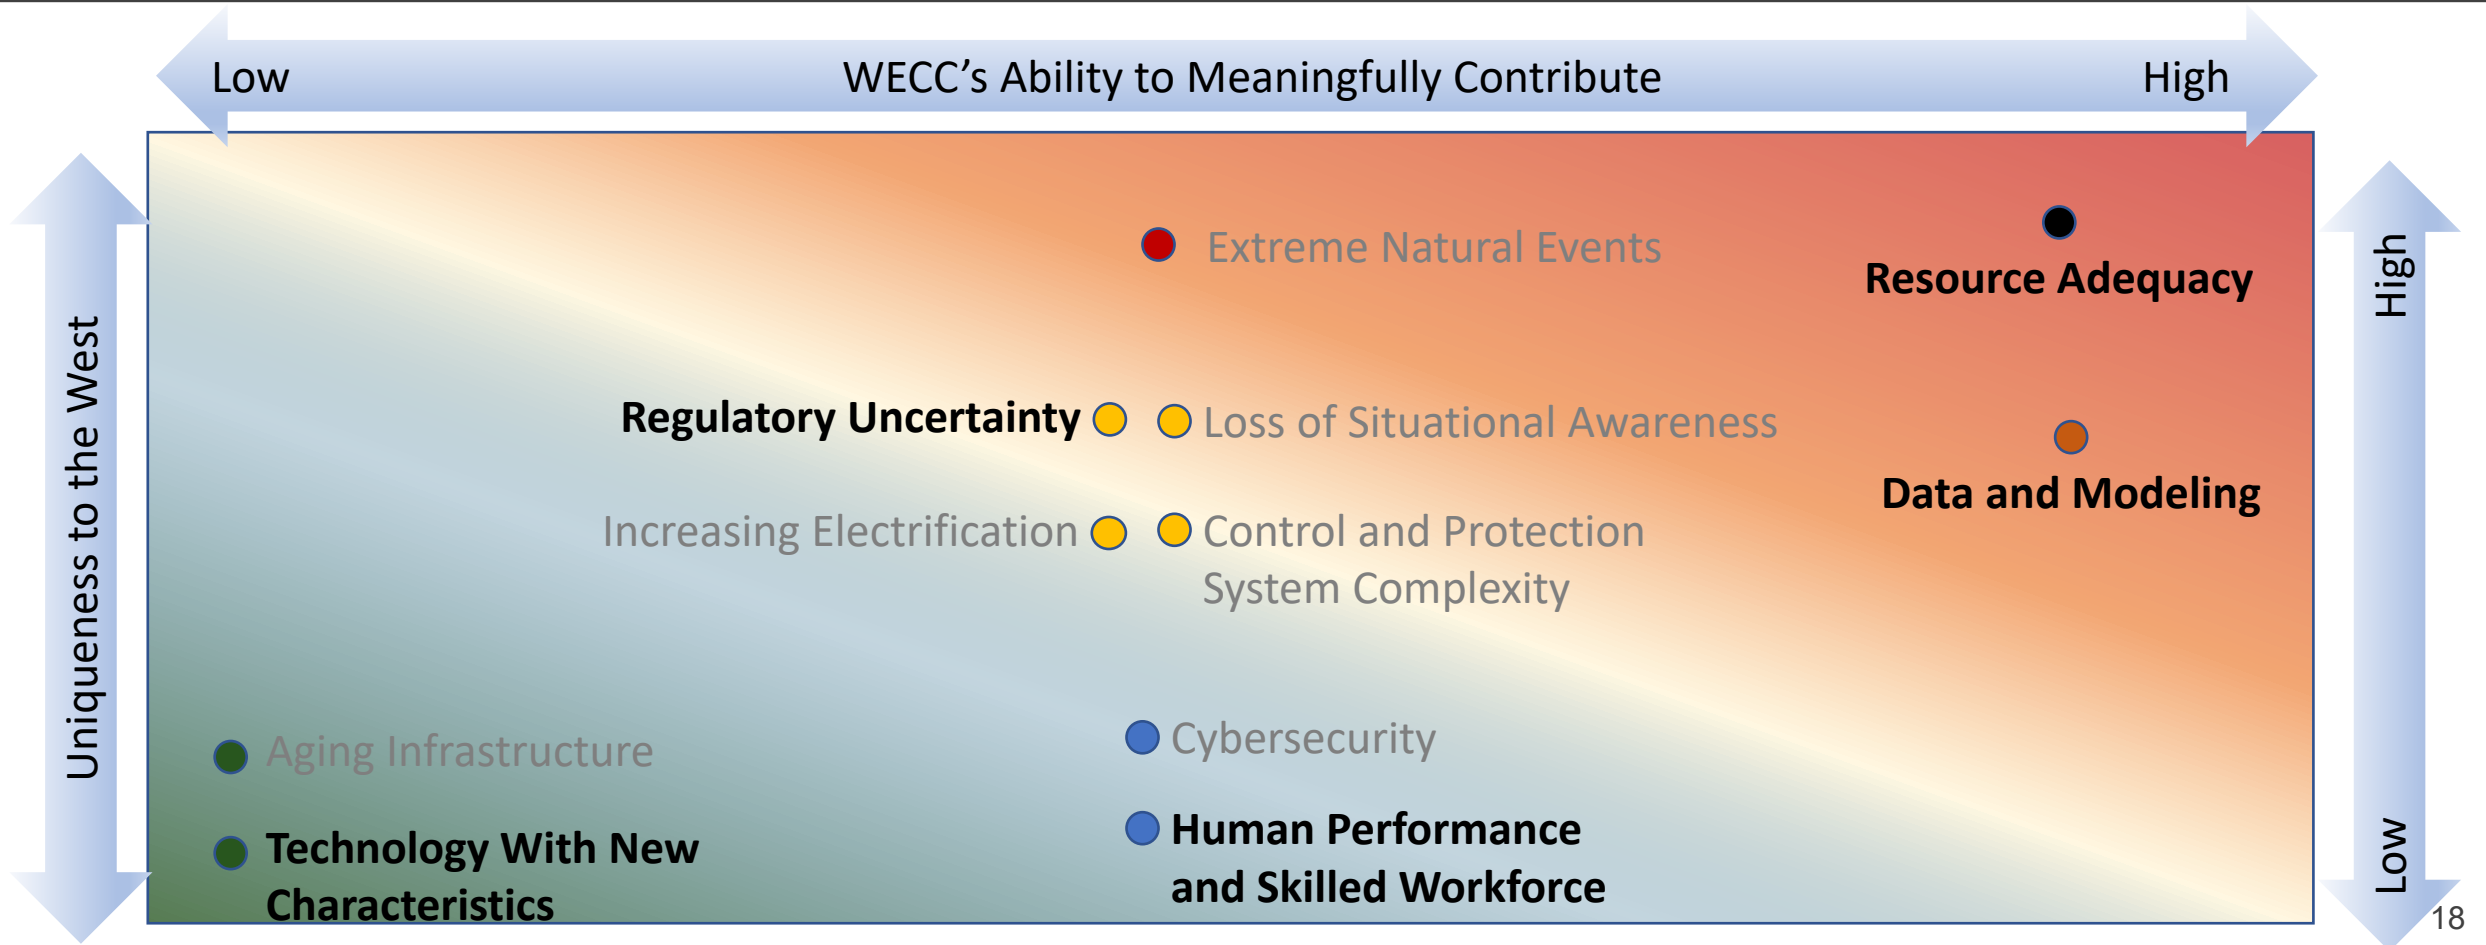 Low
WECC's Ability to Meaningfully Contribute
High
Uniqueness to the West
High
Low
Extreme Natural Events
Resource Adequacy
Regulatory Uncertainty
Loss of Situational Awareness
Data and Modeling
Increasing Electrification
Control and Protection
System Complexity
Aging Infrastructure
Cybersecurity
Technology With New
Characteristics
Human Performance
and Skilled Workforce
18